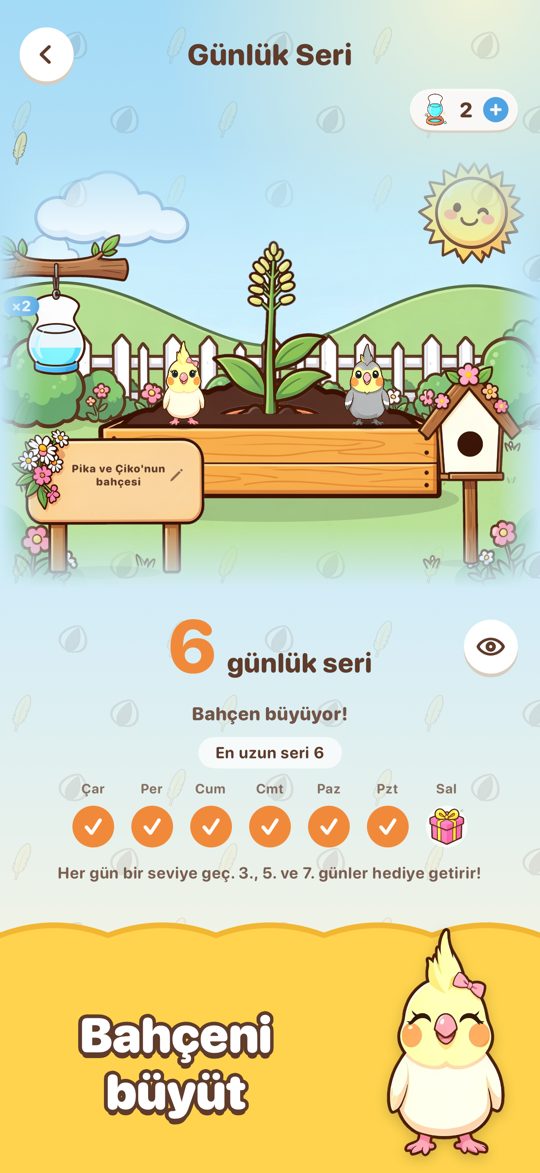 Günlük Seri
2 +
×2
Pika ve Çiko'nun
bahçesi
6 günlük seri
Bahçen büyüyor!
En uzun seri 6
Çar Per Cum Cmt Paz Pzt Sal
Her gün bir seviye geç. 3., 5. ve 7. günler hediye getirir!
Bahçeni
büyüt